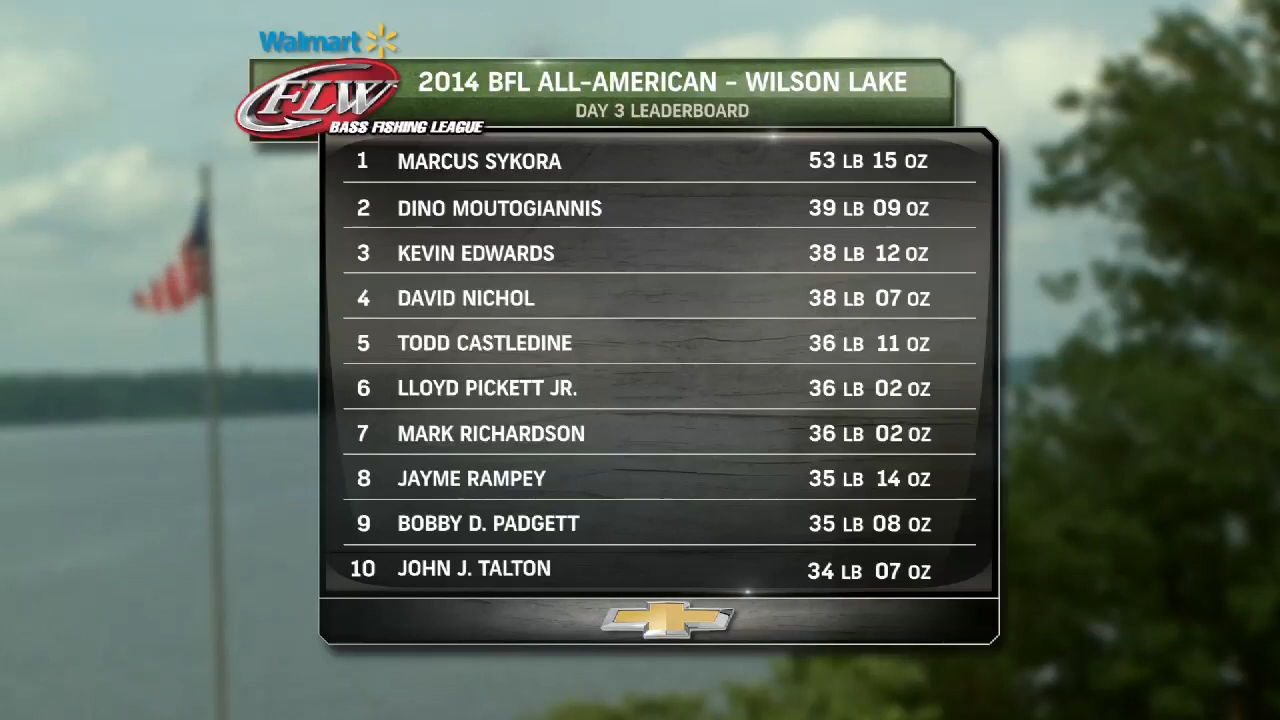 Walmart
FLW
BASS FISHING LEAGUE
2014 BFL ALL-AMERICAN - WILSON LAKE
DAY 3 LEADERBOARD
1 MARCUS SYKORA 53 LB 15 OZ
2 DINO MOUTOGIANNIS 39 LB 09 OZ
3 KEVIN EDWARDS 38 LB 12 OZ
4 DAVID NICHOL 38 LB 07 OZ
5 TODD CASTLEDINE 36 LB 11 OZ
6 LLOYD PICKETT JR. 36 LB 02 OZ
7 MARK RICHARDSON 36 LB 02 OZ
8 JAYME RAMPEY 35 LB 14 OZ
9 BOBBY D. PADGETT 35 LB 08 OZ
10 JOHN J. TALTON 34 LB 07 OZ